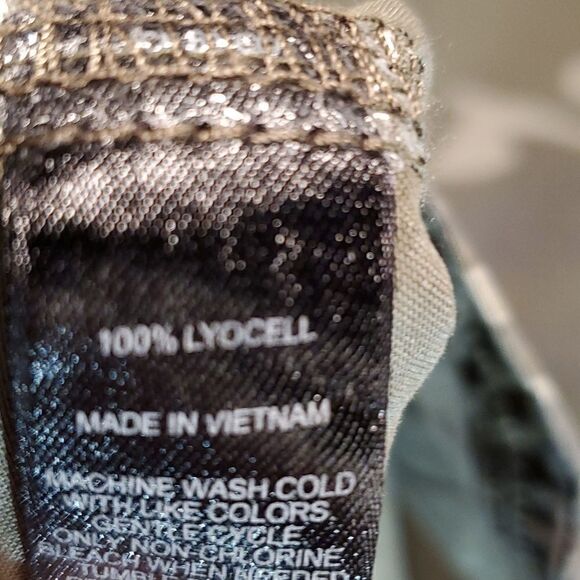 100% LYOCELL
MADE IN VIETNAM
MACHINE WASH COLD
WITH LIKE COLORS
GENTLE CYCLE
ONLY NON-CHLORINE
BLEACH WHEN NEEDED